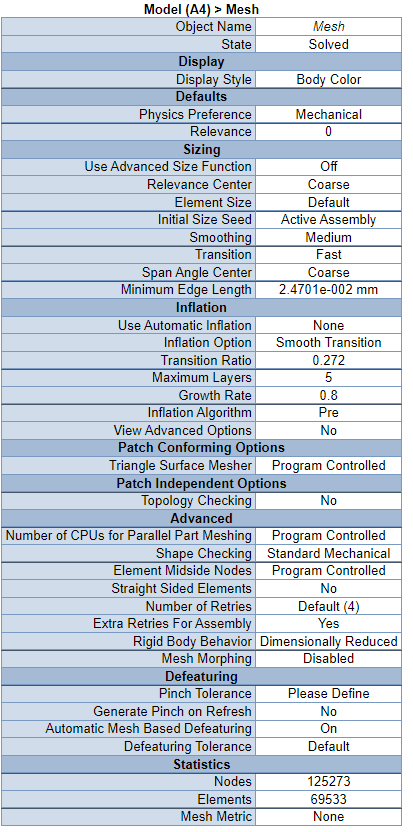 Model (A4) > Mesh
Object Name Mesh
State Solved
Display
Display Style Body Color
Defaults
Physics Preference Mechanical
Relevance 0
Sizing
Use Advanced Size Function Off
Relevance Center Coarse
Element Size Default
Initial Size Seed Active Assembly
Smoothing Medium
Transition Fast
Span Angle Center Coarse
Minimum Edge Length 2.4701e-002 mm
Inflation
Use Automatic Inflation None
Inflation Option Smooth Transition
Transition Ratio 0.272
Maximum Layers 5
Growth Rate 0.8
Inflation Algorithm Pre
View Advanced Options No
Patch Conforming Options
Triangle Surface Mesher Program Controlled
Patch Independent Options
Topology Checking No
Advanced
Number of CPUs for Parallel Part Meshing Program Controlled
Shape Checking Standard Mechanical
Element Midside Nodes Program Controlled
Straight Sided Elements No
Number of Retries Default (4)
Extra Retries For Assembly Yes
Rigid Body Behavior Dimensionally Reduced
Mesh Morphing Disabled
Defeaturing
Pinch Tolerance Please Define
Generate Pinch on Refresh No
Automatic Mesh Based Defeaturing On
Defeaturing Tolerance Default
Statistics
Nodes 125273
Elements 69533
Mesh Metric None